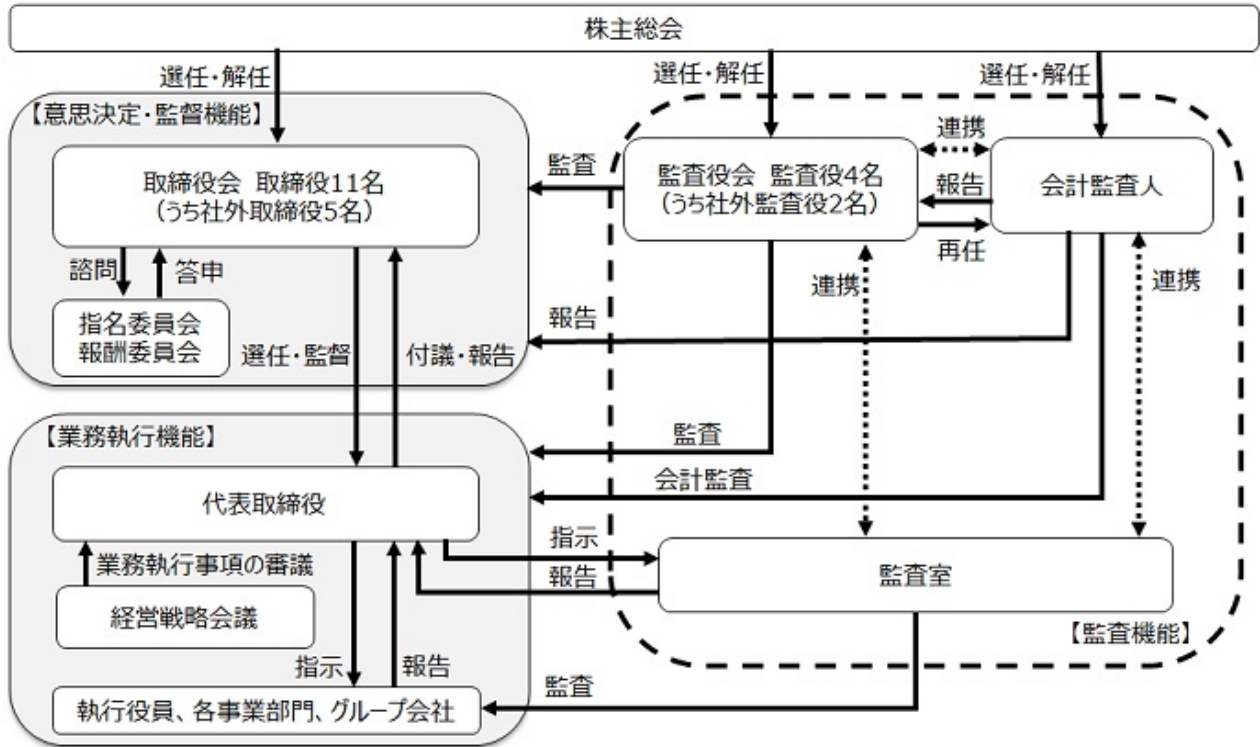 株主総会
選任・解任
選任・解任
選任・解任
【意思決定・監督機能】
取締役会 取締役11名
（うち社外取締役5名）
諮問
答申
指名委員会
報酬委員会
選任・監督
付議・報告
監査
監査役会 監査役4名
（うち社外監査役2名）
連携
報告
再任
会計監査人
連携
連携
報告
監査
会計監査
【業務執行機能】
代表取締役
業務執行事項の審議
経営戦略会議
指示
報告
指示
報告
監査室
【監査機能】
監査
執行役員、各事業部門、グループ会社